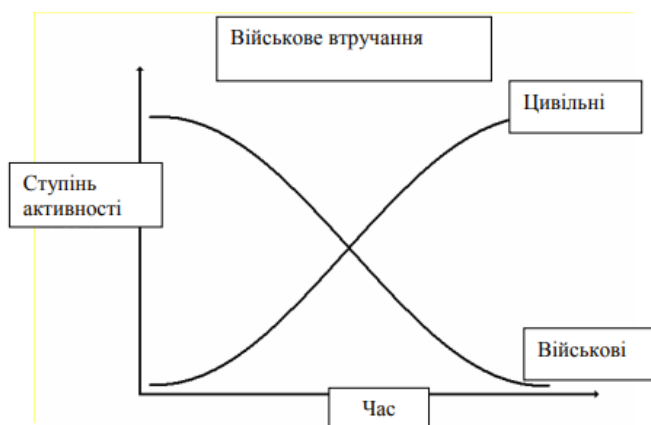 Військове втручання
Цивільні
Ступінь
активності
Військові
Час